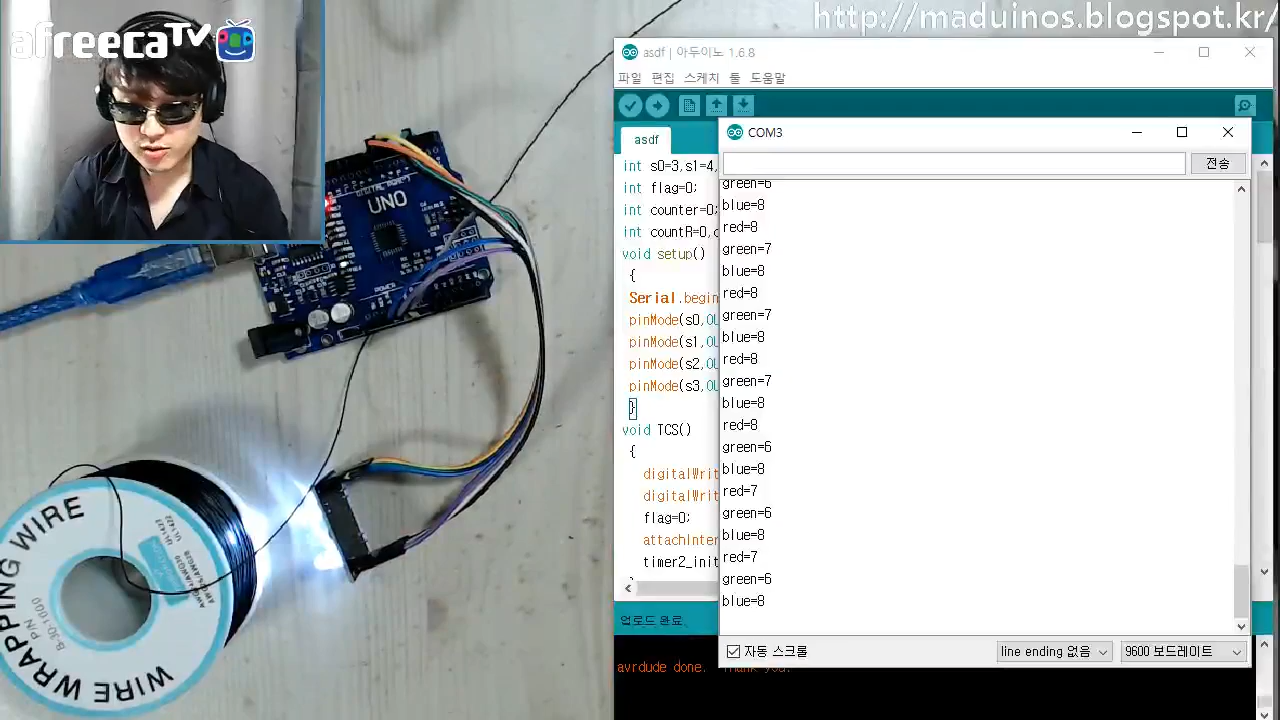 http://maduinos.blogspot.kr/
afreecaTV
asdf | 아두이노 1.6.8
파일 편집 스케치 툴 도움말
asdf
int s0=3,s1=4,
int flag=0;
int counter=0;
int countR=0,
void setup()
{
Serial.begin
pinMode(s0,OU
pinMode(s1,OU
pinMode(s2,OU
pinMode(s3,OU
}
void TCS()
{
digitalWrit
digitalWrit
flag=0;
attachInter
timer2_init
업로드 완료.
avrdude done. Thank you.
COM3
전송
green=6
blue=8
red=8
green=7
blue=8
red=8
green=7
blue=8
red=8
green=7
blue=8
red=8
green=6
blue=8
red=7
green=6
blue=8
red=7
green=6
blue=8
자동 스크롤
line ending 없음
9600 보드레이트
UNO
WIRE WRAPPING WIRE
P/N B-30-1000